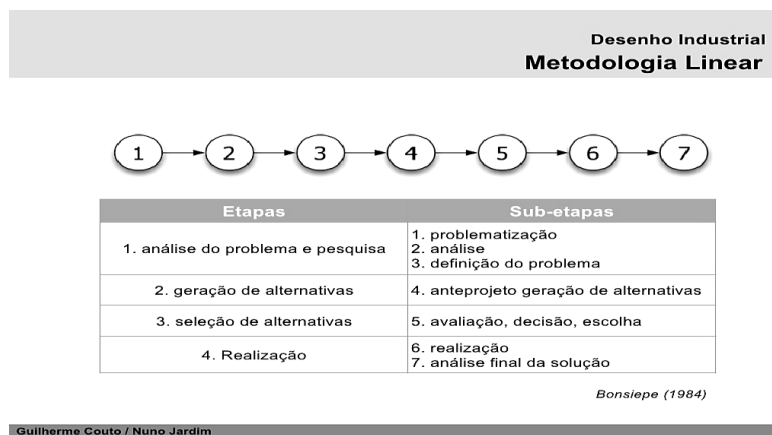 Desenho Industrial
Metodologia Linear
1 2 3 4 5 6 7
Etapas Sub-etapas
1. análise do problema e pesquisa
1. problematização
2. análise
3. definição do problema
2. geração de alternativas
4. anteprojeto geração de alternativas
3. seleção de alternativas
5. avaliação, decisão, escolha
4. Realização
6. realização
7. análise final da solução
Bonsiepe (1984)
Guilherme Couto / Nuno Jardim